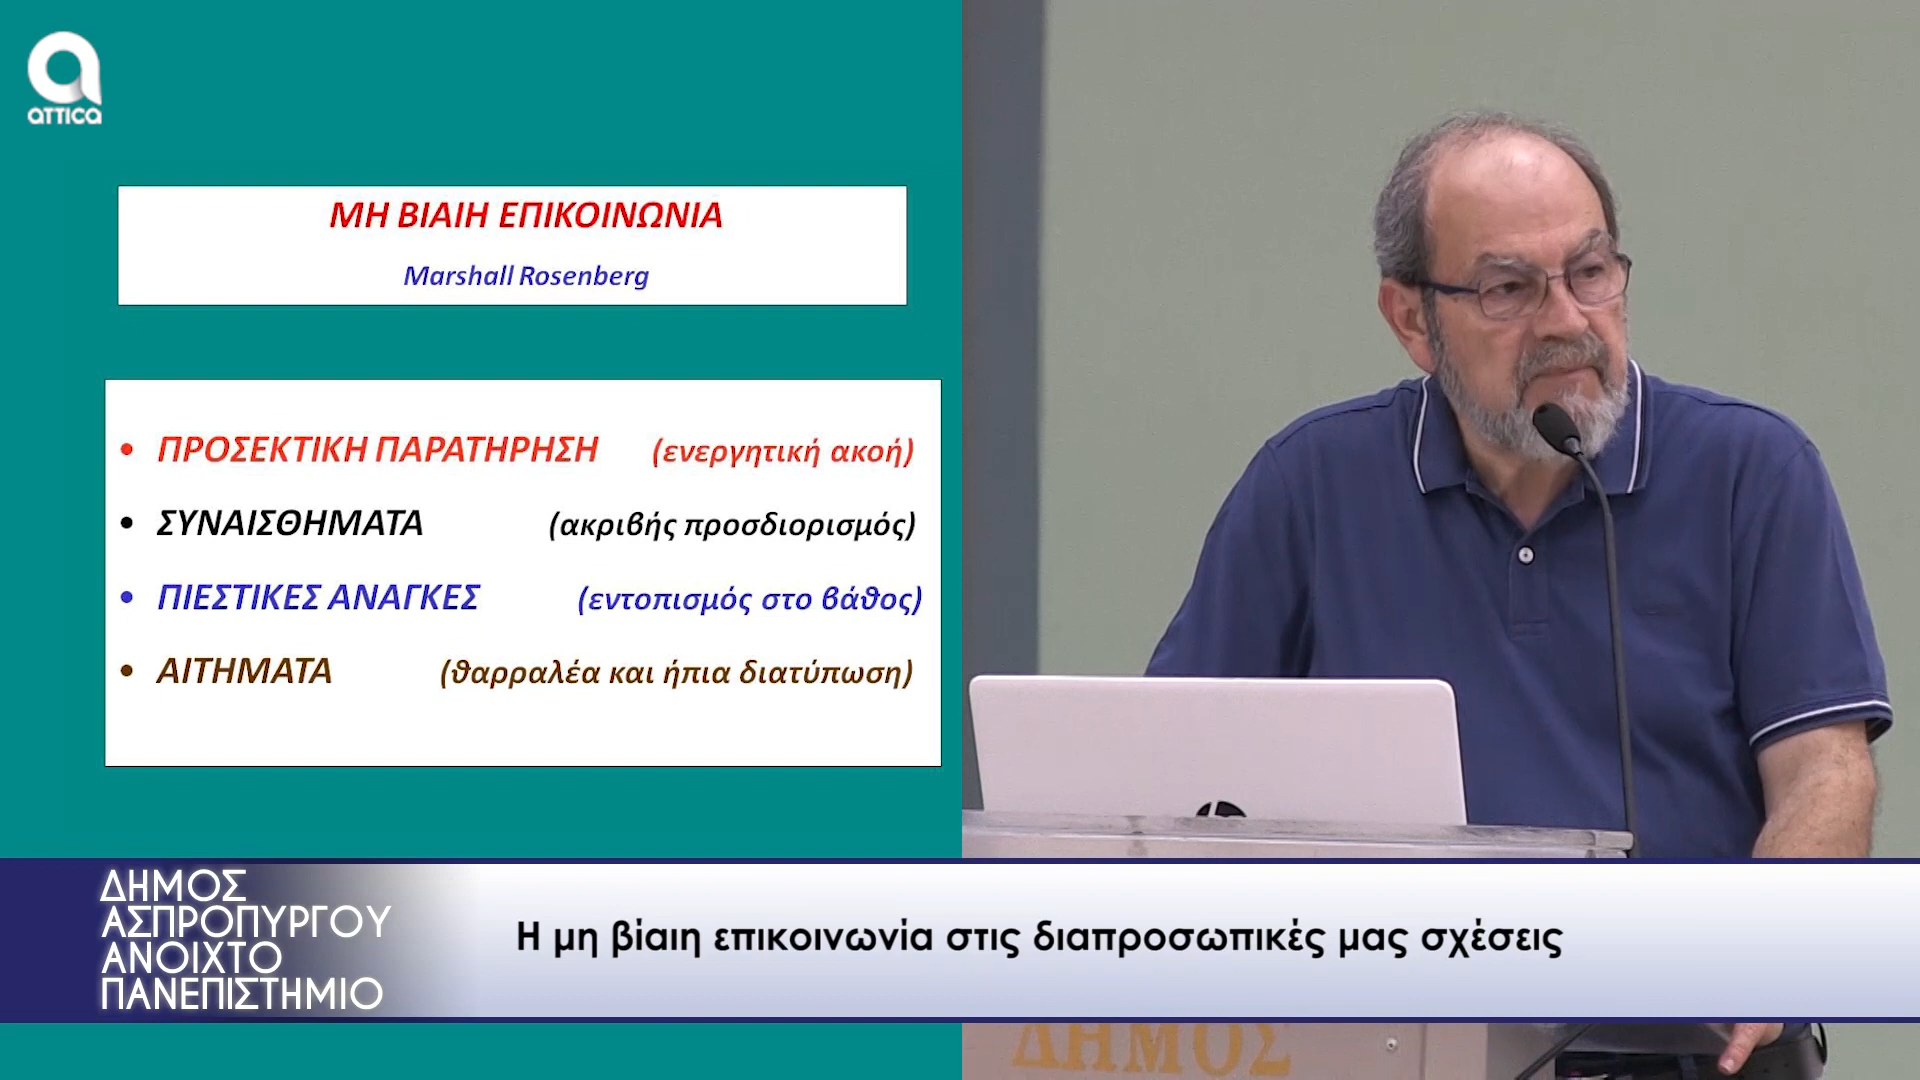 αττιcα
ΜΗ ΒΙΑΙΗ ΕΠΙΚΟΙΝΩΝΙΑ
Marshall Rosenberg
• ΠΡΟΣΕΚΤΙΚΗ ΠΑΡΑΤΗΡΗΣΗ (ενεργητική ακοή)
• ΣΥΝΑΙΣΘΗΜΑΤΑ (ακριβής προσδιορισμός)
• ΠΙΕΣΤΙΚΕΣ ΑΝΑΓΚΕΣ (εντοπισμός στο βάθος)
• ΑΙΤΗΜΑΤΑ (θαρραλέα και ήπια διατύπωση)
ΔΗΜΟΣ
ΑΣΠΡΟΠΥΡΓΟΥ
ΑΝΟΙΧΤΟ
ΠΑΝΕΠΙΣΤΗΜΙΟ
Η μη βίαιη επικοινωνία στις διαπροσωπικές μας σχέσεις
ΔΗΜΟΣ